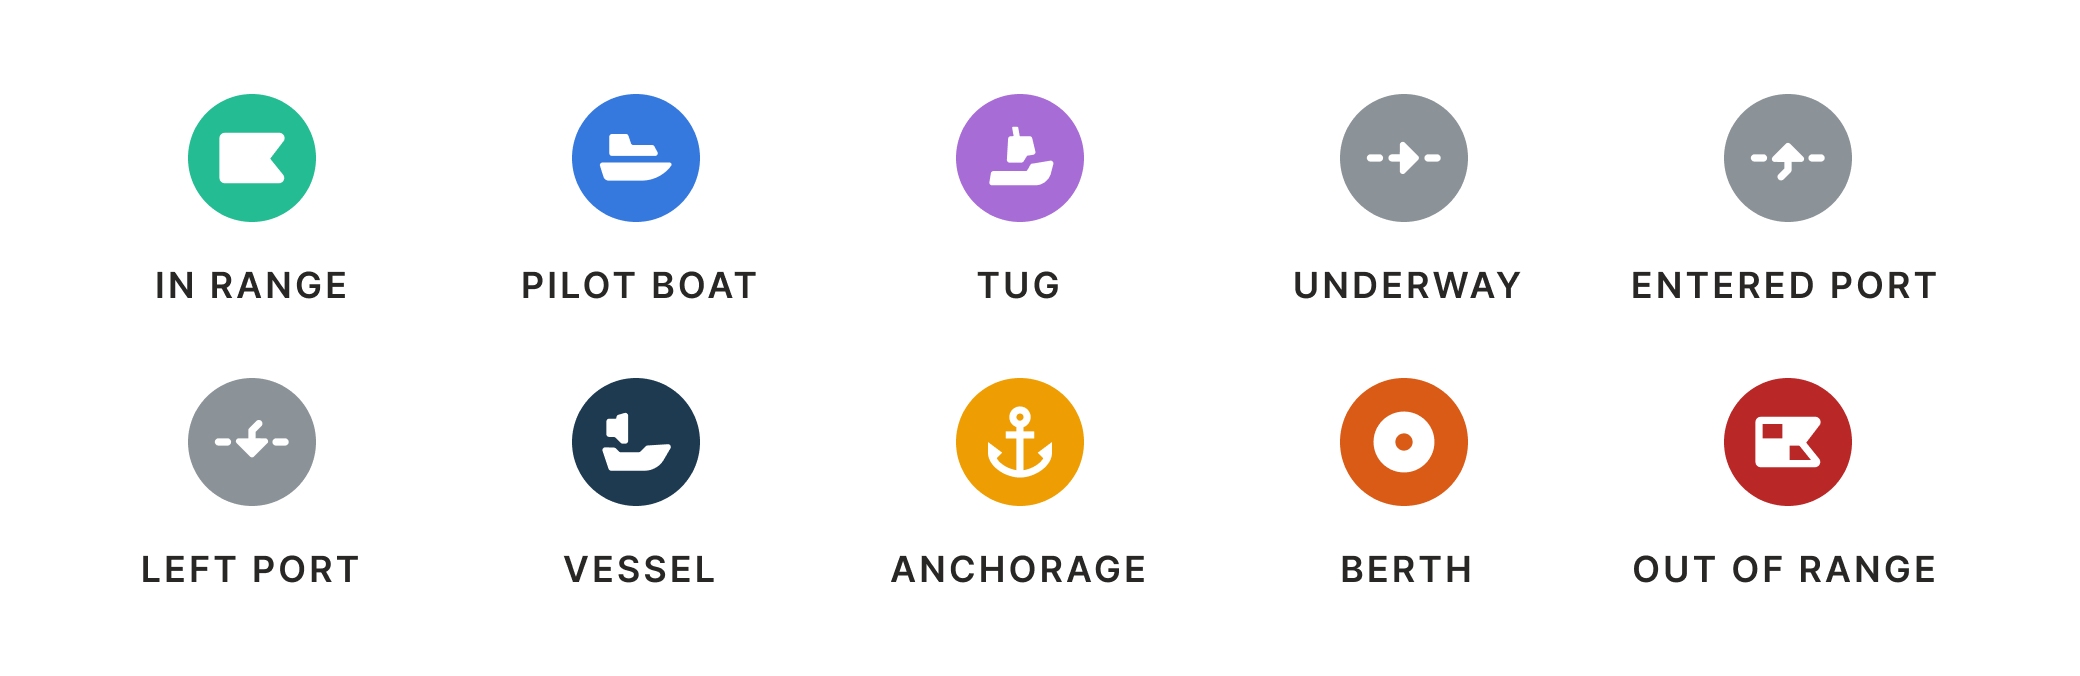 IN RANGE
PILOT BOAT
TUG
UNDERWAY
ENTERED PORT
LEFT PORT
VESSEL
ANCHORAGE
BERTH
OUT OF RANGE